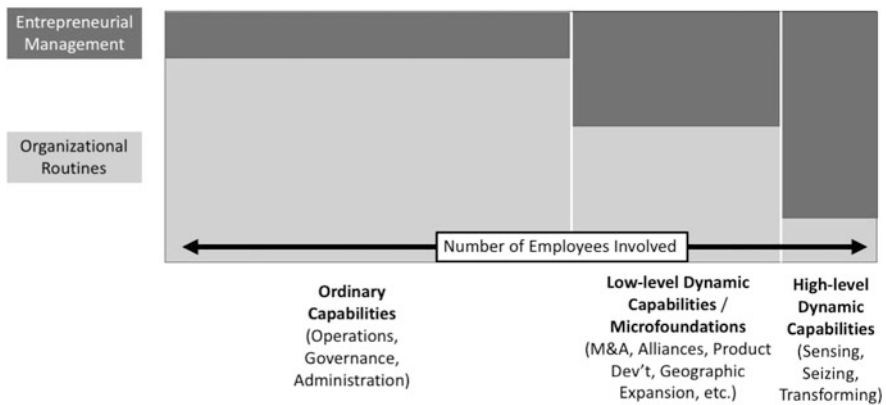 Entrepreneurial
Management
Organizational
Routines
Number of Employees Involved
Ordinary
Capabilities
(Operations,
Governance,
Administration)
Low-level Dynamic
Capabilities /
Microfoundations
(M&A, Alliances, Product
Dev't, Geographic
Expansion, etc.)
High-level
Dynamic
Capabilities
(Sensing,
Seizing,
Transforming)